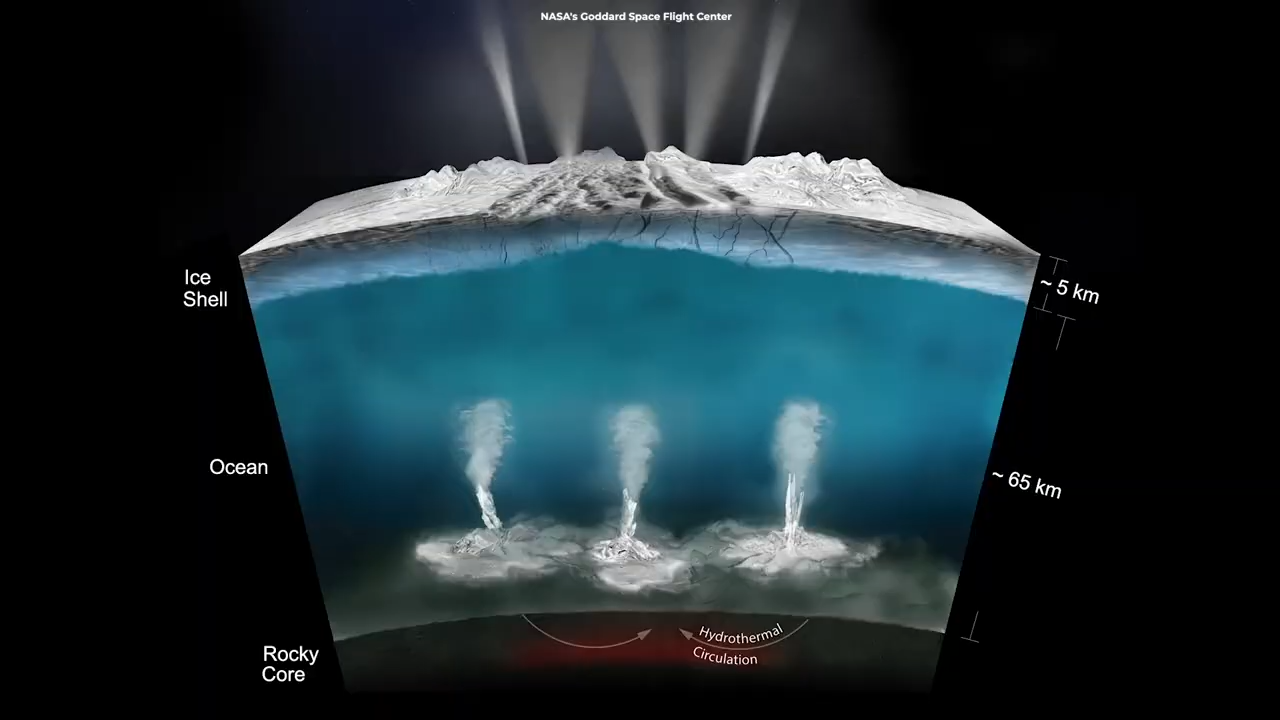 NASA's Goddard Space Flight Center
Ice
Shell
~ 5 km
Ocean
~ 65 km
Hydrothermal
Circulation
Rocky
Core